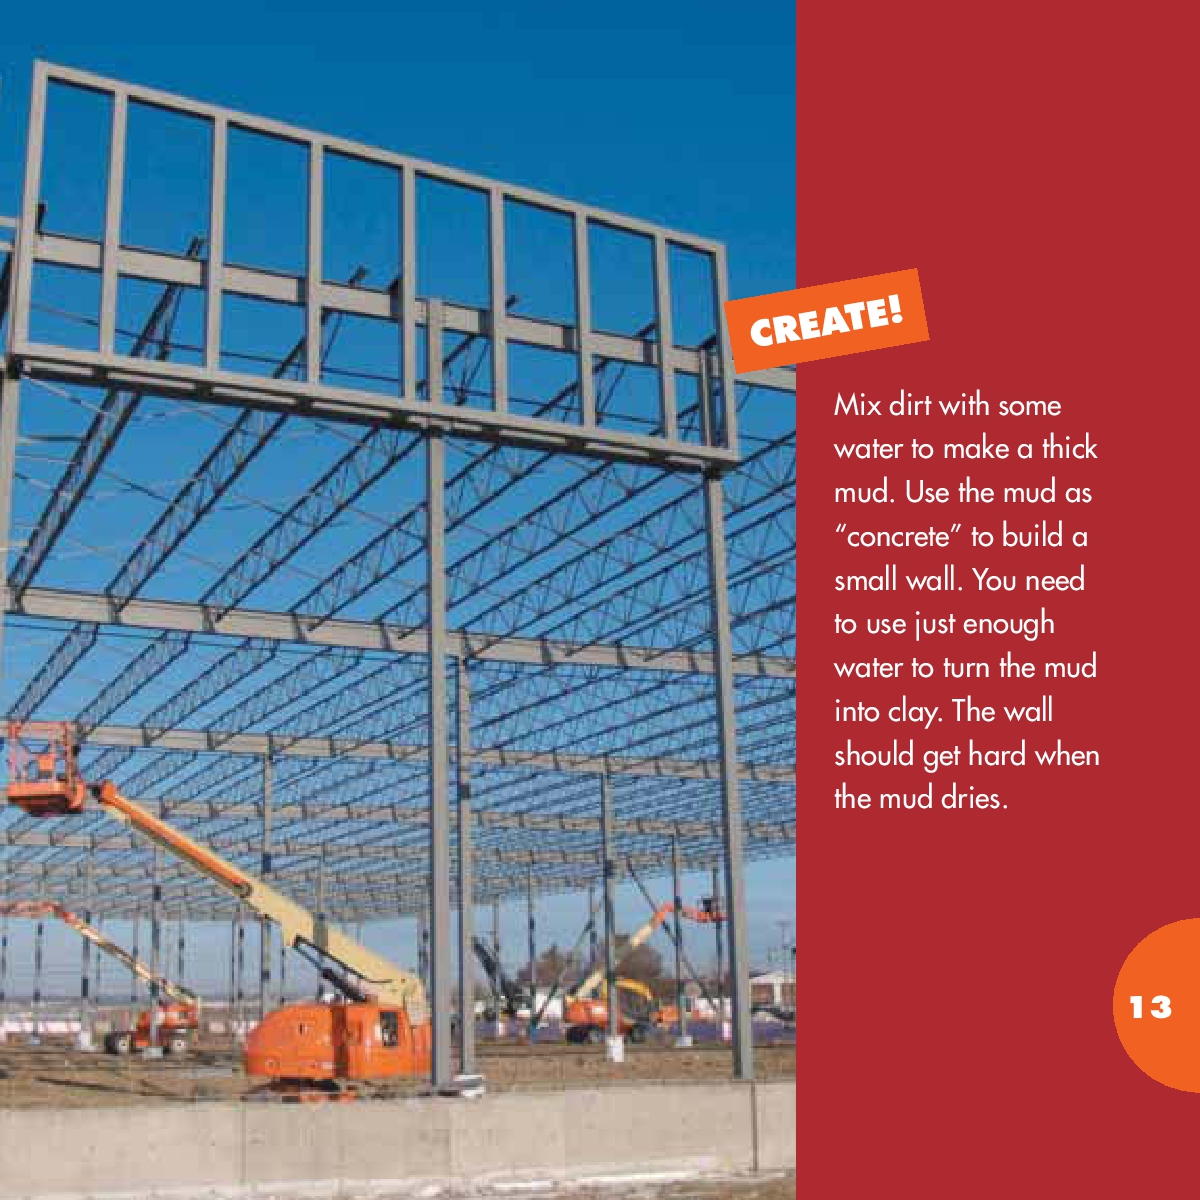 CREATE!
Mix dirt with some
water to make a thick
mud. Use the mud as
“concrete” to build a
small wall. You need
to use just enough
water to turn the mud
into clay. The wall
should get hard when
the mud dries.
13